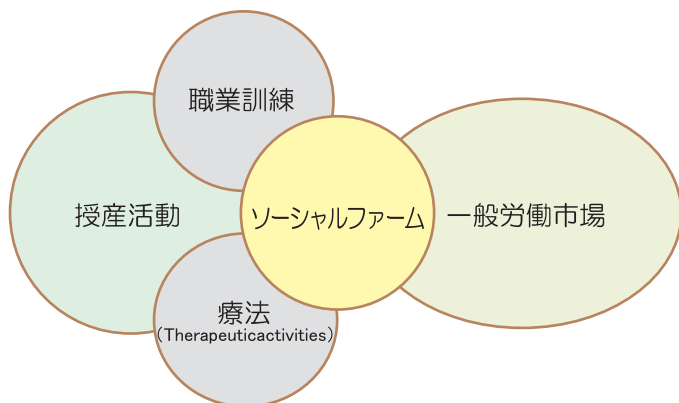 職業訓練
授産活動
ソーシャルファーム
一般労働市場
療法
(Therapeuticactivities)